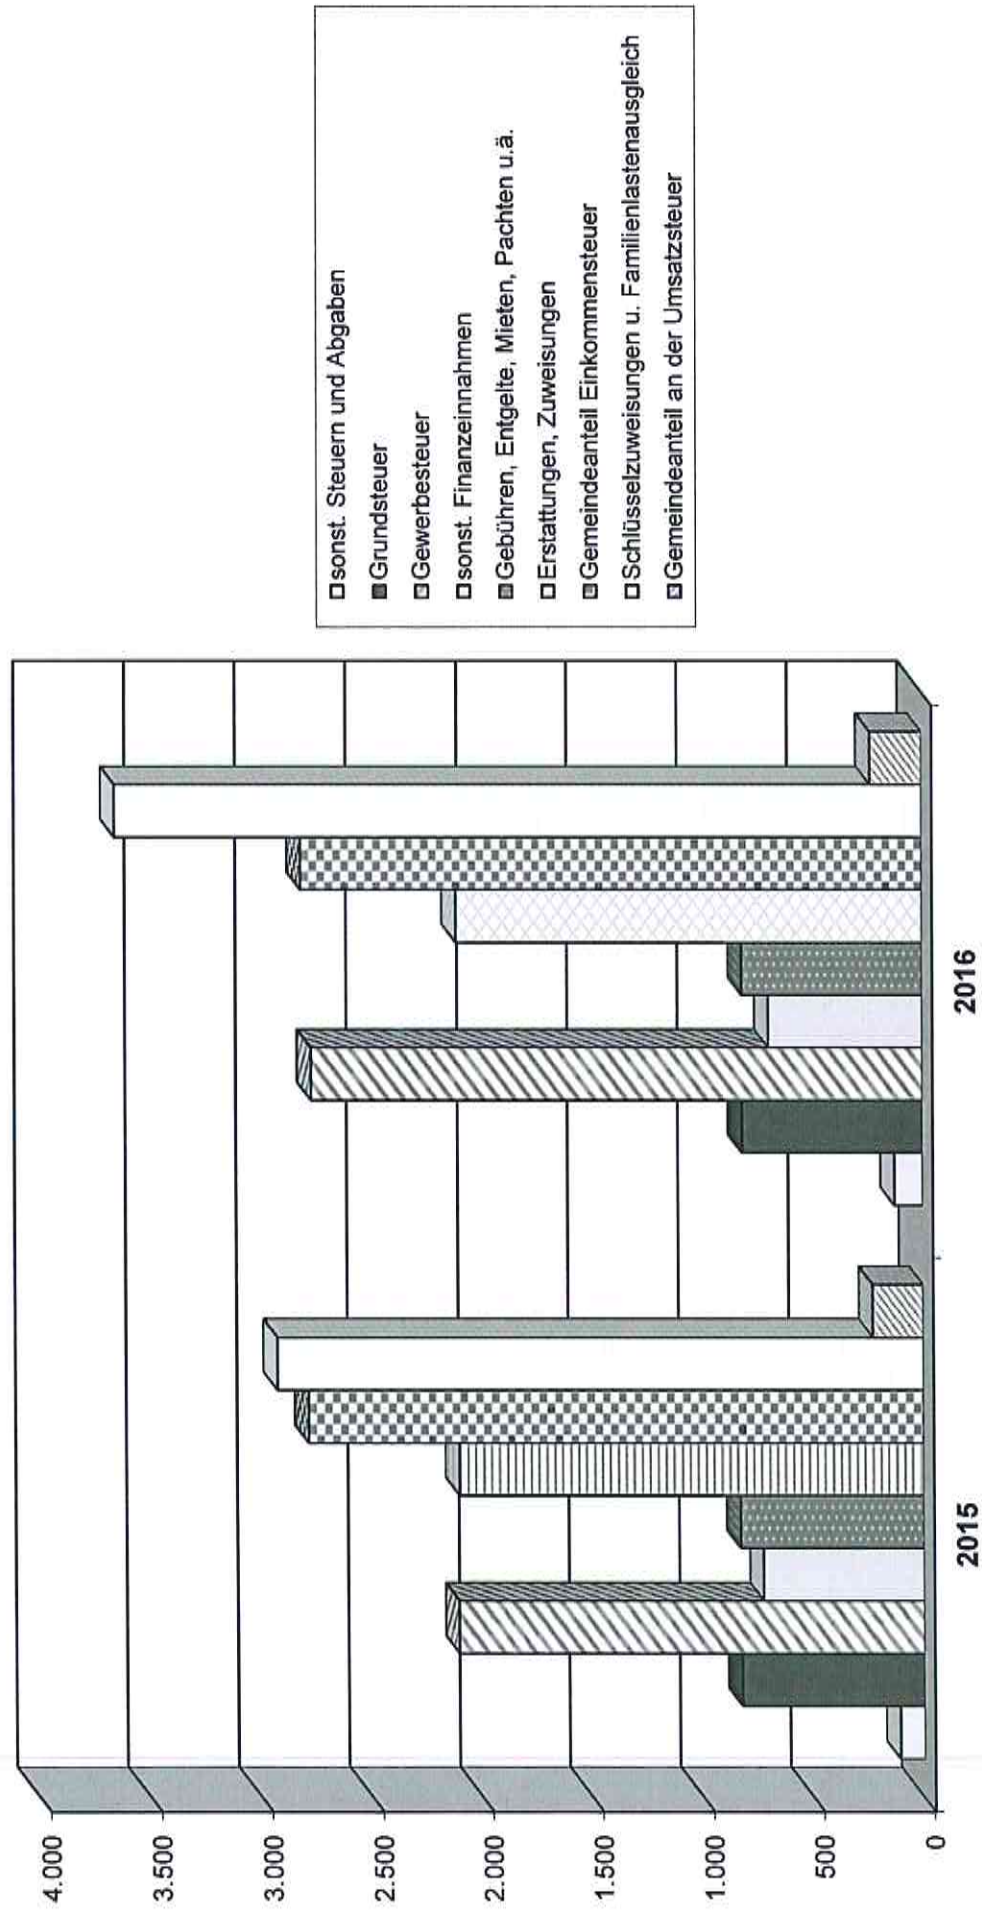 4.000
3.500
3.000
2.500
2.000
1.500
1.000
500
0
2015
2016
sonst. Steuern und Abgaben
Grundsteuer
Gewerbesteuer
sonst. Finanzeinnahmen
Gebühren, Entgelte, Mieten, Pachten u.ä.
Erstattungen, Zuweisungen
Gemeindeanteil Einkommensteuer
Schlüsselzuweisungen u. Familienlastenausgleich
Gemeindeanteil an der Umsatzsteuer